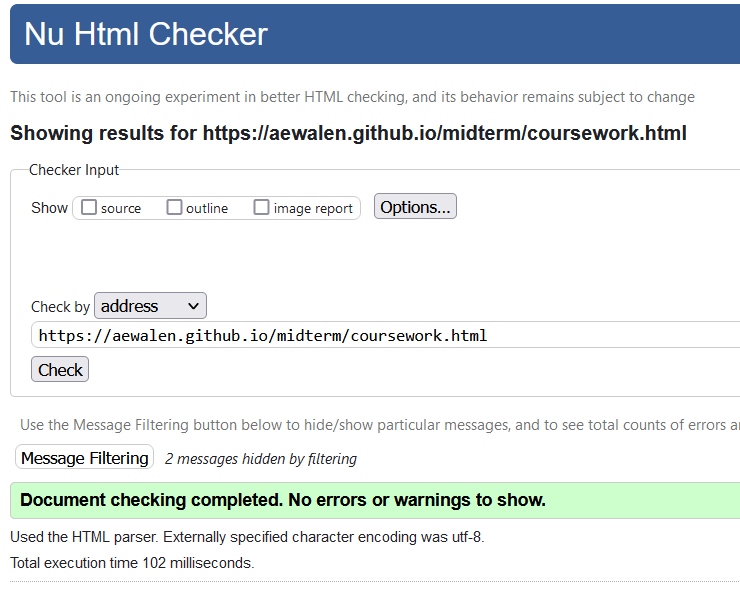 Nu Html Checker
This tool is an ongoing experiment in better HTML checking, and its behavior remains subject to change
Showing results for https://aewalen.github.io/midterm/coursework.html
Checker Input
Show source outline image report Options...
Check by address
https://aewalen.github.io/midterm/coursework.html
Check
Use the Message Filtering button below to hide/show particular messages, and to see total counts of errors
Message Filtering 2 messages hidden by filtering
Document checking completed. No errors or warnings to show.
Used the HTML parser. Externally specified character encoding was utf-8.
Total execution time 102 milliseconds.